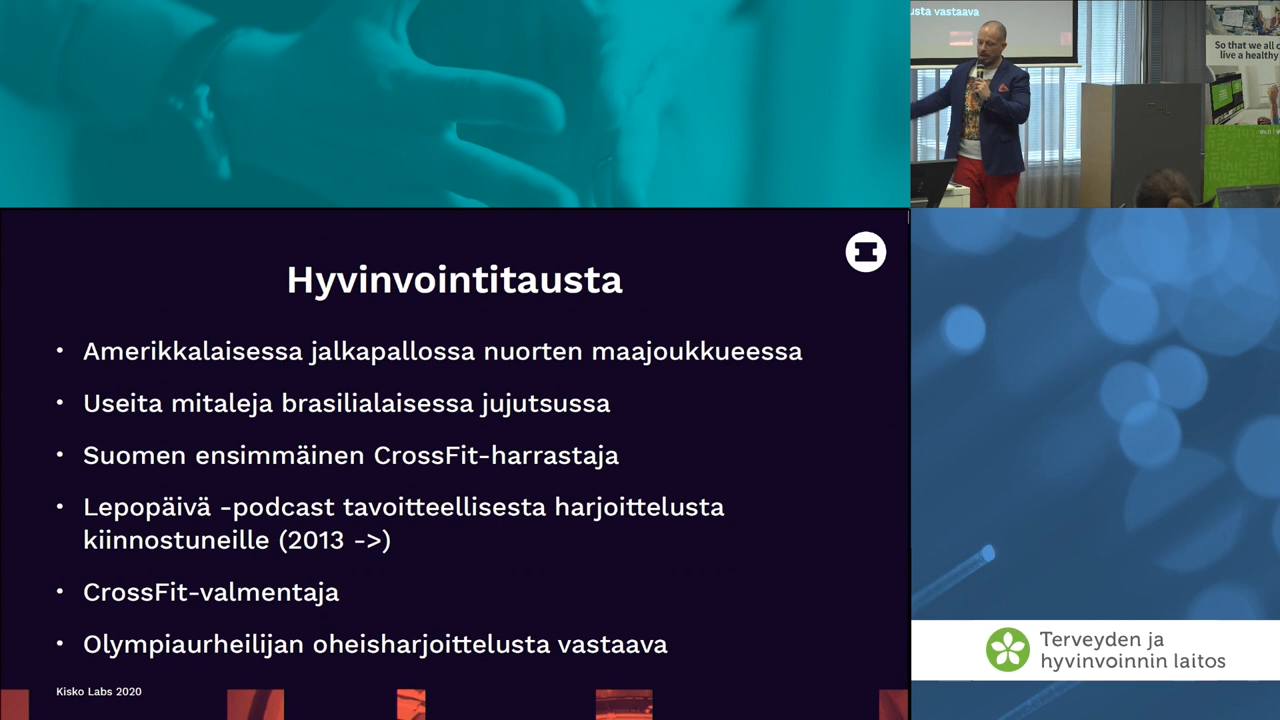 usta vastaava
So that we all
live a healthy
Hyvinvointitausta
• Amerikkalaisessa jalkapallossa nuorten maajoukkueessa
• Useita mitaleja brasilialaisessa jujutsussa
• Suomen ensimmäinen CrossFit-harrastaja
• Lepopäivä -podcast tavoitteellisesta harjoittelusta
kiinnostuneille (2013 ->)
• CrossFit-valmentaja
• Olympiaurheilijan oheisharjoittelusta vastaava
Kisko Labs 2020
Terveyden ja
hyvinvoinnin laitos